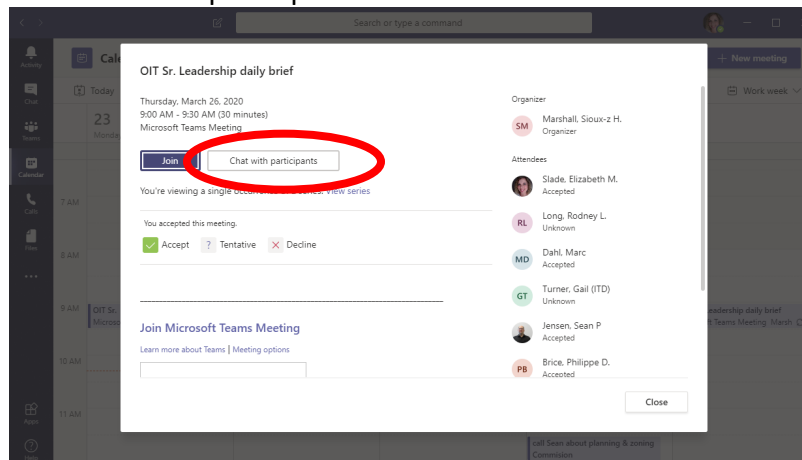 Search or type a command
Activity
Chat
Teams
Calendar
Calls
Files
Apps
Help
Today
+ New meeting
Work week
23
Monday
7 AM
8 AM
9 AM
10 AM
11 AM
OIT Sr.
eadership daily brief
ft Teams Meeting Marsh
call Sean about planning & zoning
Commision
OIT Sr. Leadership daily brief
Thursday, March 26, 2020
9:00 AM - 9:30 AM (30 minutes)
Microsoft Teams Meeting
Join
Chat with participants
You're viewing a single series. View series
You accepted this meeting.
Accept ? Tentative Decline
Join Microsoft Teams Meeting
Learn more about Teams | Meeting options
Organizer
SM Marshall, Sioux-z H.
Organizer
Attendees
Slade, Elizabeth M.
Accepted
RL Long, Rodney L.
Unknown
MD Dahl, Marc
Accepted
GT Turner, Gail (ITD)
Unknown
Jensen, Sean P
Accepted
PB Brice, Philippe D.
Accepted
Close